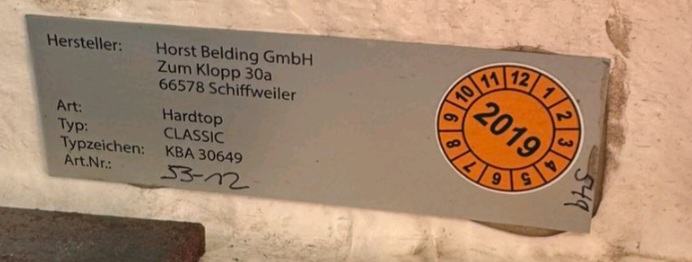 Hersteller: Horst Belding GmbH
Zum Klopp 30a
66578 Schiffweiler
Art: Hardtop
Typ: CLASSIC
Typzeichen: KBA 30649
Art.Nr.: 53-12
10 11 12 1 2 3 4 5 6 7 8 9
2019